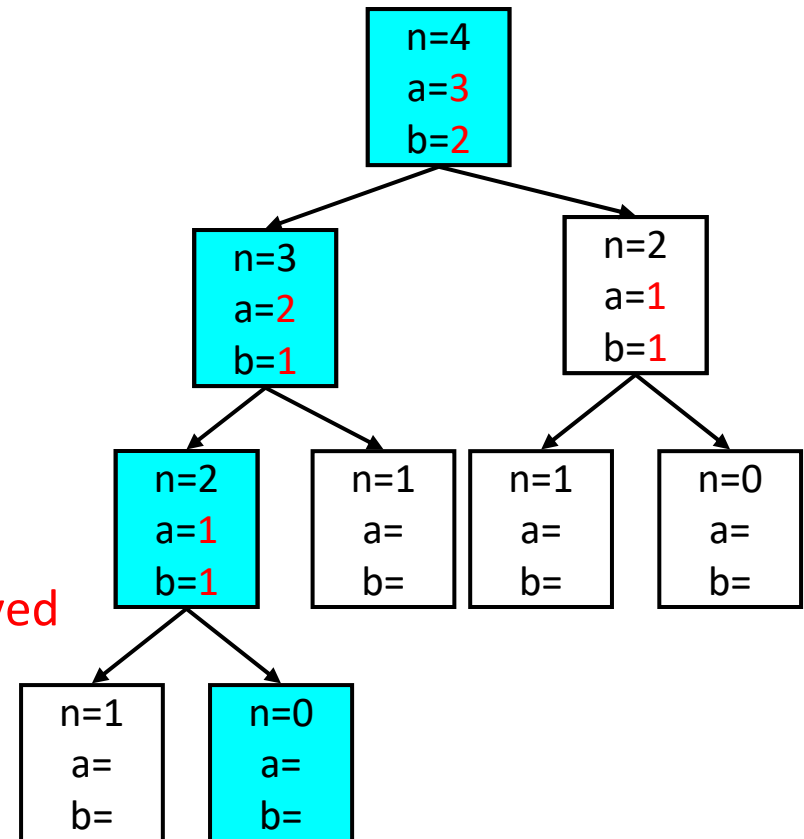 n=4
a=3
b=2
n=3
a=2
b=1
n=2
a=1
b=1
n=2
a=1
b=1
n=1
a=
b=
n=1
a=
b=
n=0
a=
b=
n=1
a=
b=
n=0
a=
b=